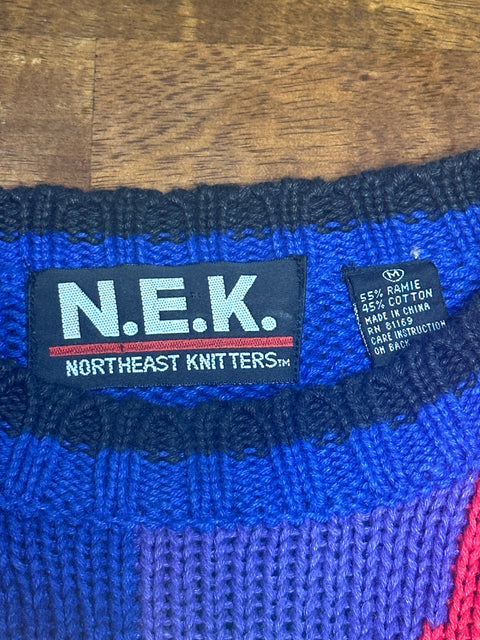 N.E.K.
NORTHEAST KNITTERS™
M
55% RAMIE
45% COTTON
MADE IN CHINA
RN 81169
CARE INSTRUCTION
ON BACK